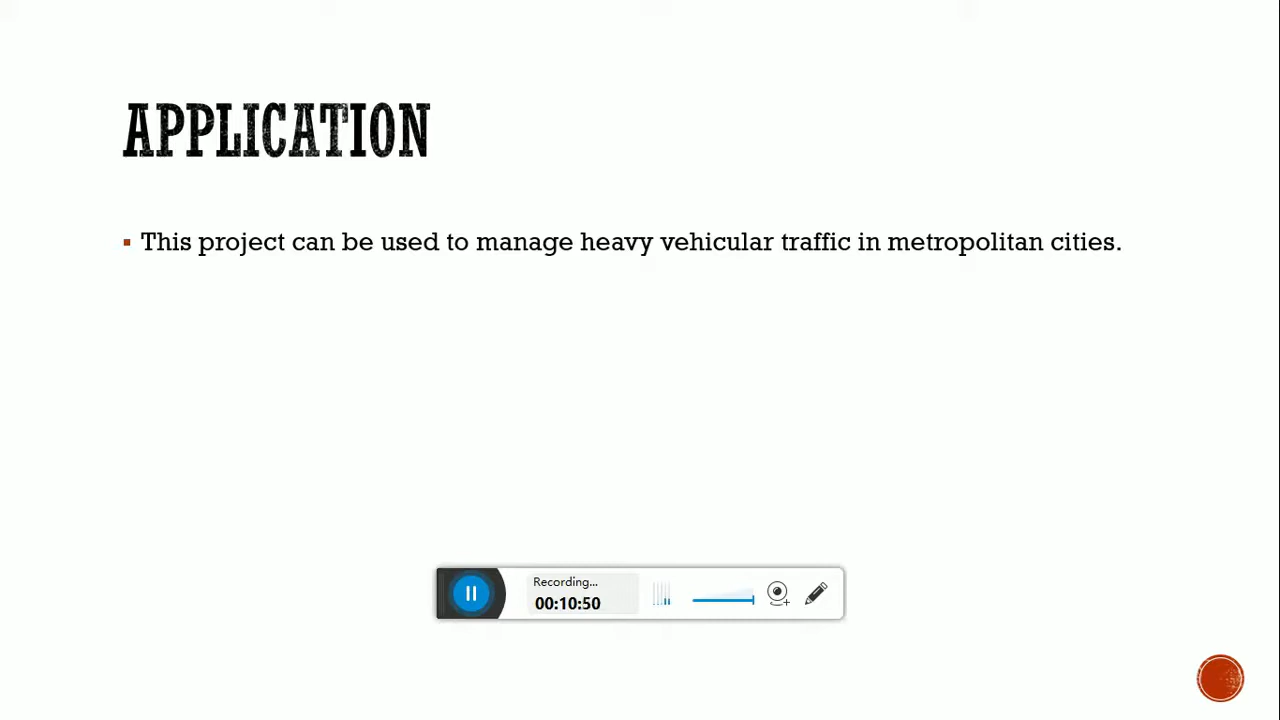 APPLICATION
This project can be used to manage heavy vehicular traffic in metropolitan cities.
Recording...
00:10:50